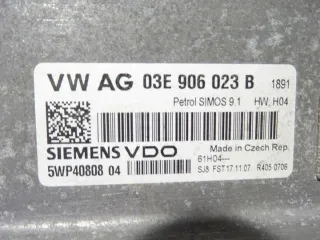 VW AG 03E 906 023 B 1891
Petrol SIMOS 9.1 HW, H04
SIEMENS VDO Made in Czech Rep.
61H04---
5WP40808 04 SJ8 FST 17.11.07 R405 0706